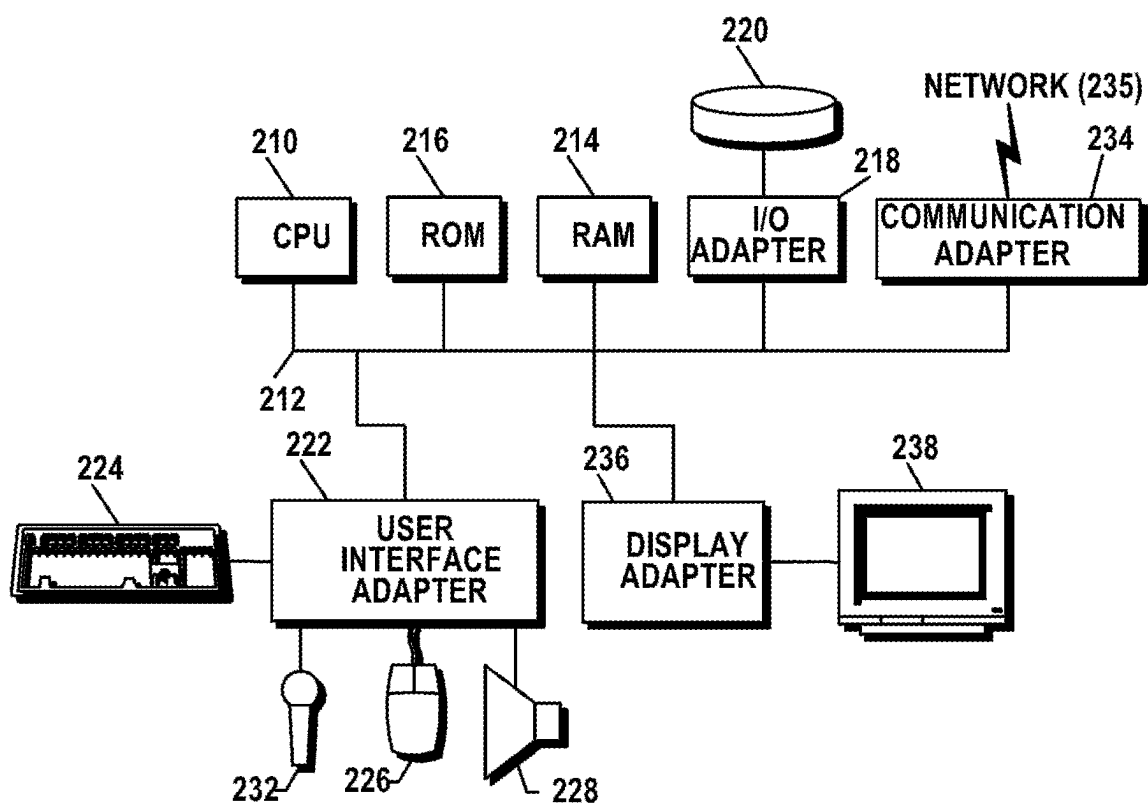 220
NETWORK (235)
210
216
214
218
234
CPU
ROM
RAM
I/O
ADAPTER
COMMUNICATION
ADAPTER
212
222
224
236
238
USER
INTERFACE
ADAPTER
DISPLAY
ADAPTER
232
226
228